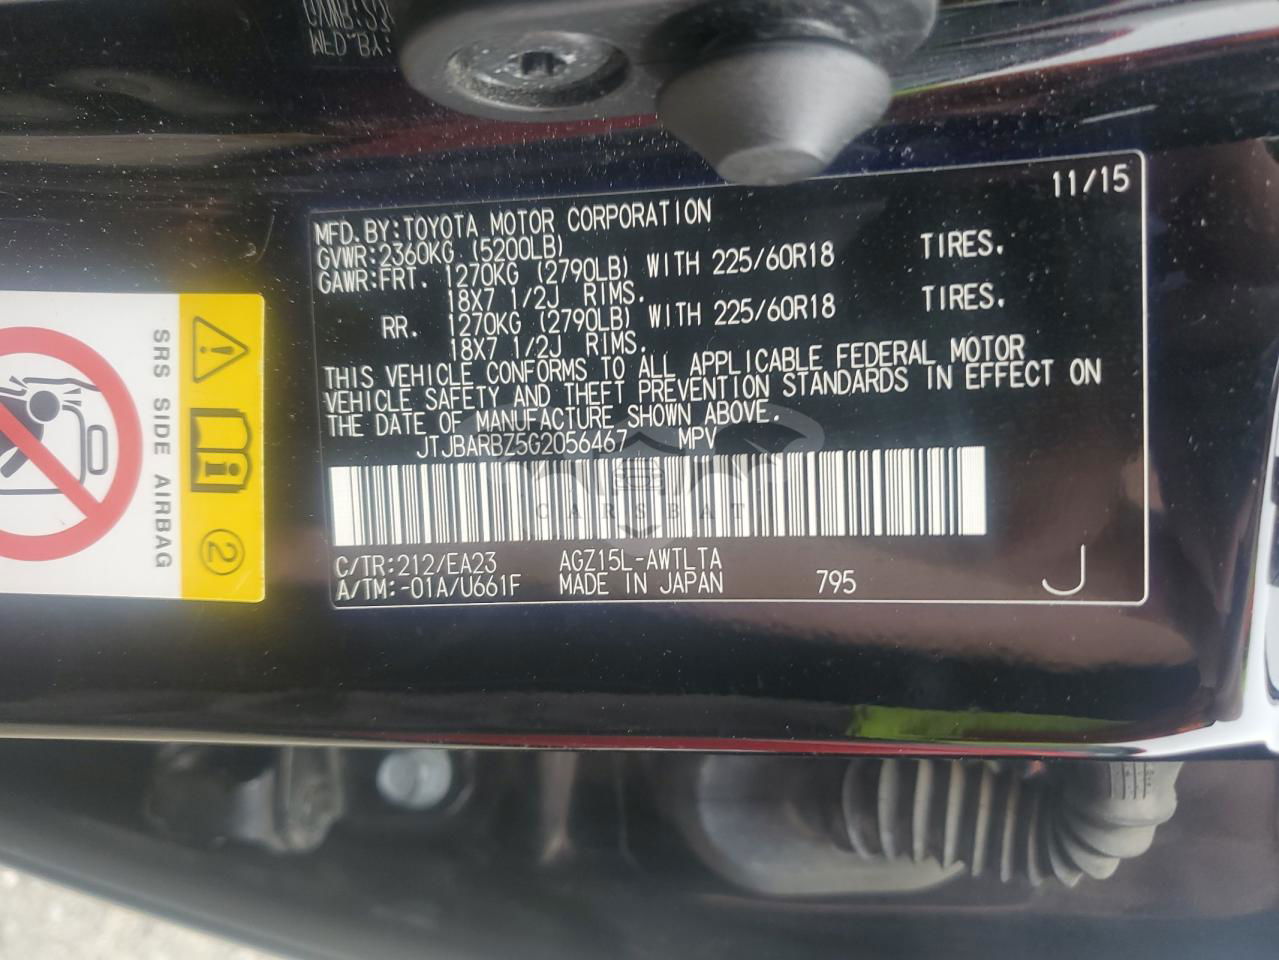 11/15
MFD. BY: TOYOTA MOTOR CORPORATION
GVWR: 2360KG (5200LB)
GAWR: FRT. 1270KG (2790LB) WITH 225/60R18 TIRES.
18X7 1/2J RIMS.
RR. 1270KG (2790LB) WITH 225/60R18 TIRES.
18X7 1/2J RIMS.
THIS VEHICLE CONFORMS TO ALL APPLICABLE FEDERAL MOTOR
VEHICLE SAFETY AND THEFT PREVENTION STANDARDS IN EFFECT ON
THE DATE OF MANUFACTURE SHOWN ABOVE.
JTJBARBZ5G2056467 MPV
CARSBAT
C/TR: 212/EA23 AGZ15L-AWTLTA
A/TM: -01A/U661F MADE IN JAPAN 795 J
SRS SIDE AIRBAG
2